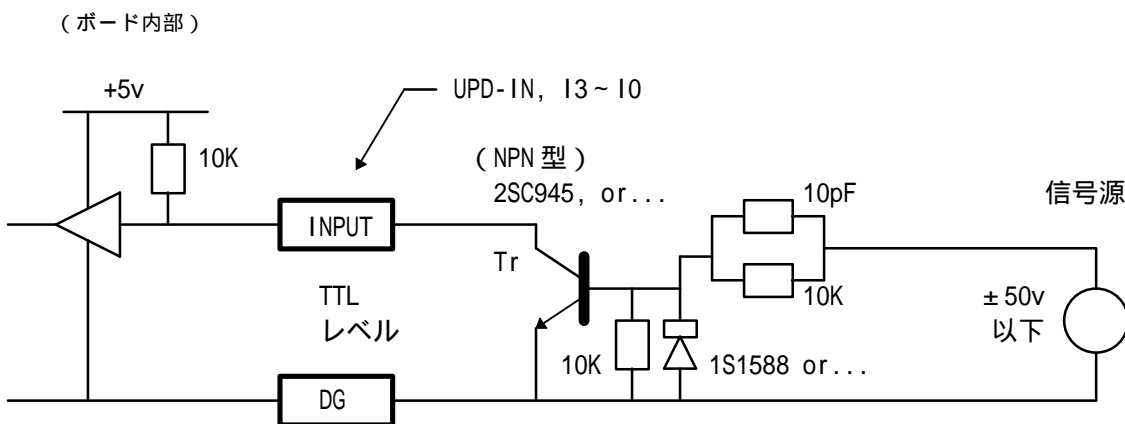 (ボード内部)
+5v
UPD-IN, I3~I0
10K
(NPN型)
2SC945, or...
10pF
信号源
INPUT
Tr
10K
±50v
以下
TTL
レベル
10K
1S1588 or...
DG